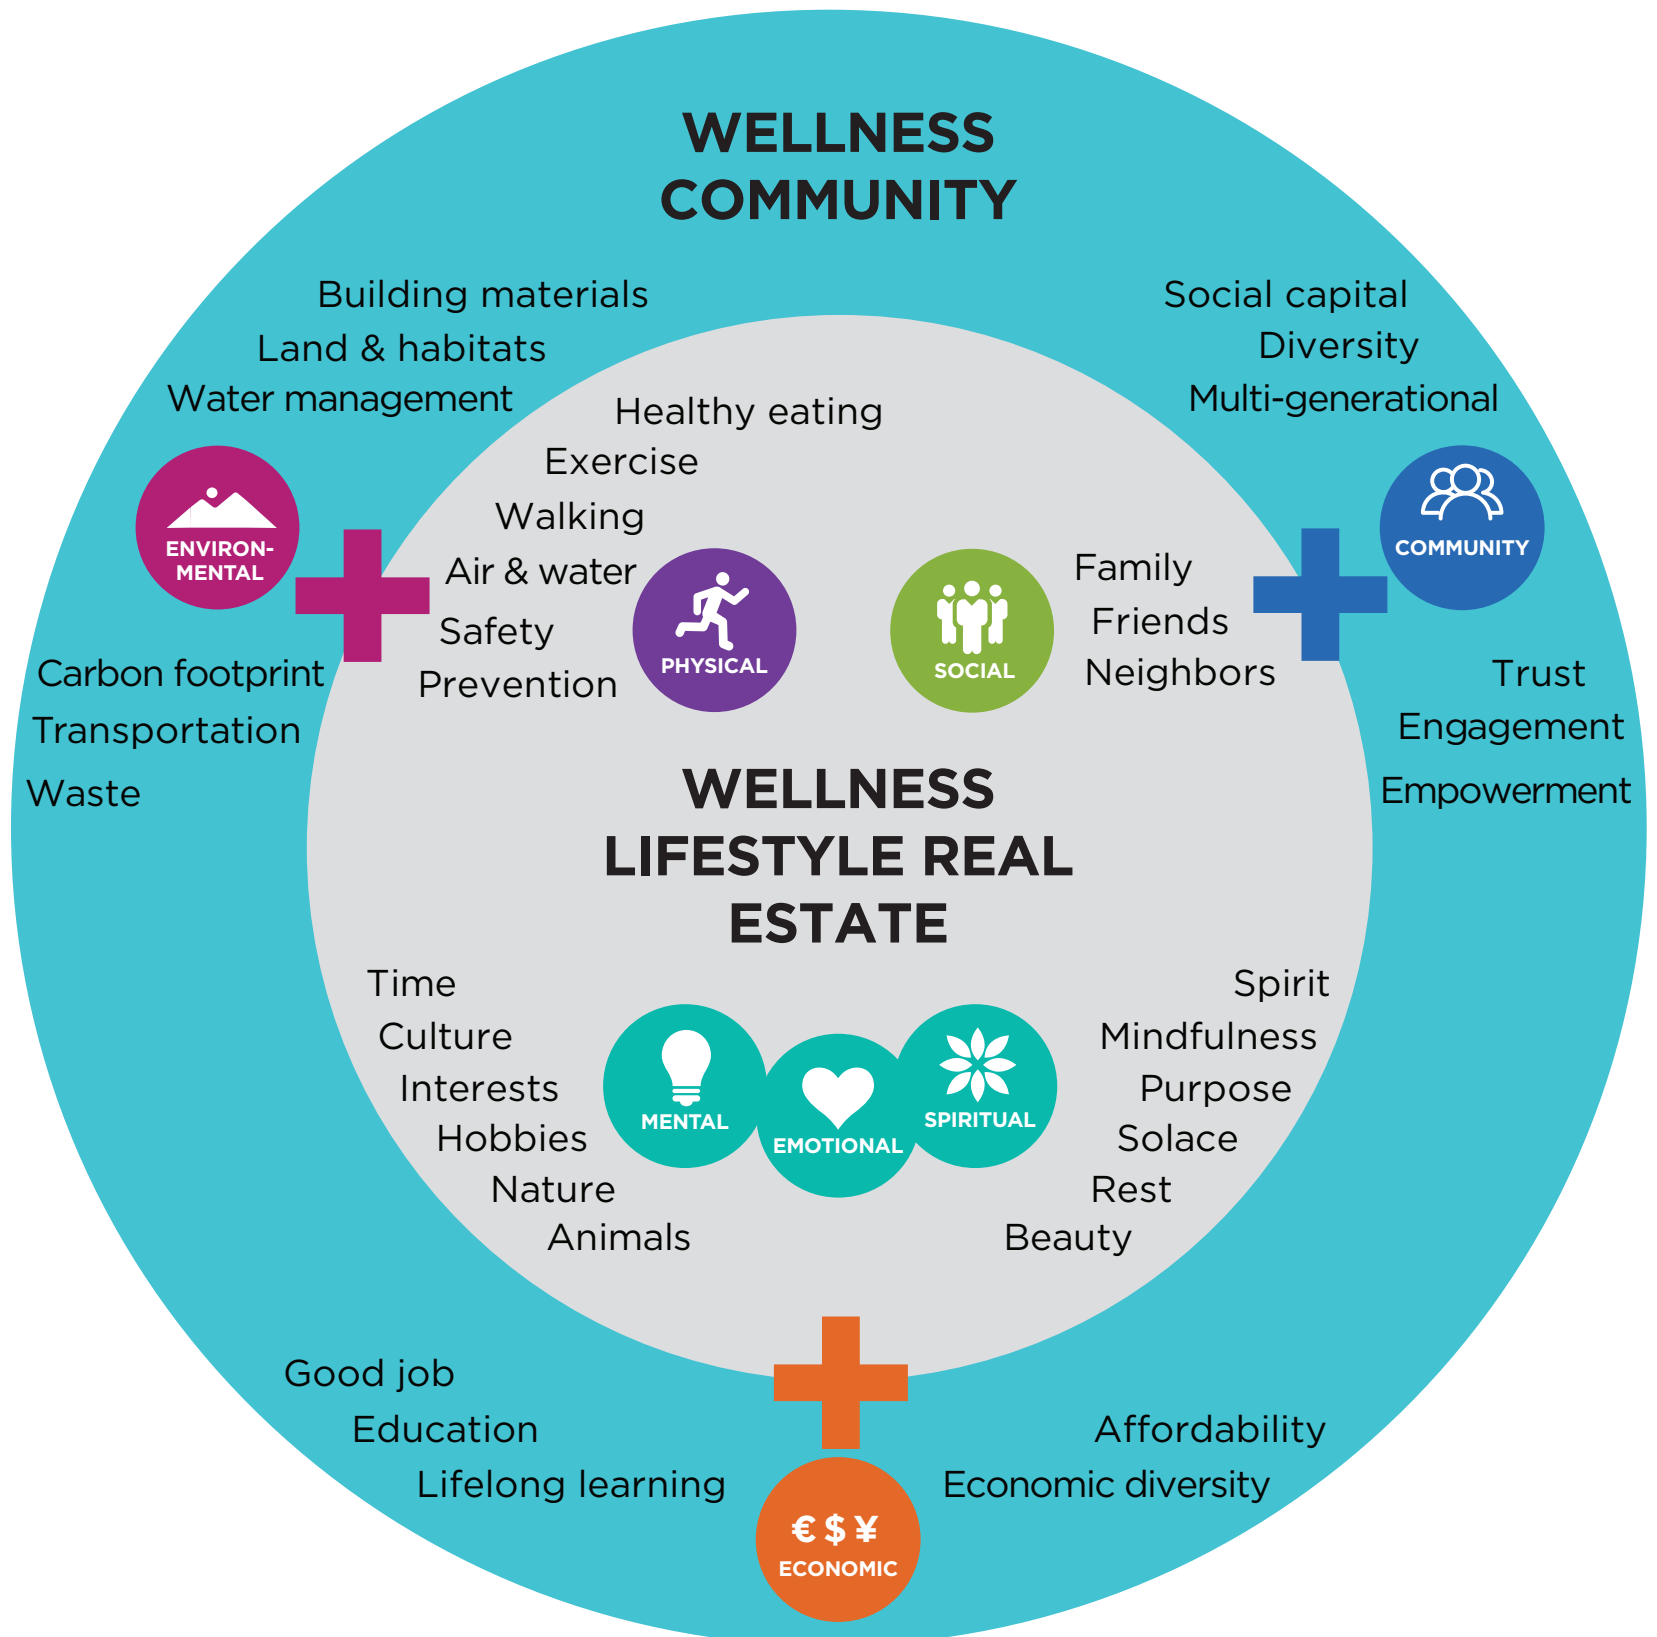 WELLNESS
COMMUNITY
Building materials
Land & habitats
Water management
ENVIRON-
MENTAL
Carbon footprint
Transportation
Waste
Social capital
Diversity
Multi-generational
COMMUNITY
Trust
Engagement
Empowerment
Healthy eating
Exercise
Walking
Air & water
Safety
Prevention
PHYSICAL
SOCIAL
Family
Friends
Neighbors
WELLNESS
LIFESTYLE REAL
ESTATE
Time
Culture
Interests
Hobbies
Nature
Animals
MENTAL
EMOTIONAL
SPIRITUAL
Spirit
Mindfulness
Purpose
Solace
Rest
Beauty
Good job
Education
Lifelong learning
€ $ ¥
ECONOMIC
Affordability
Economic diversity